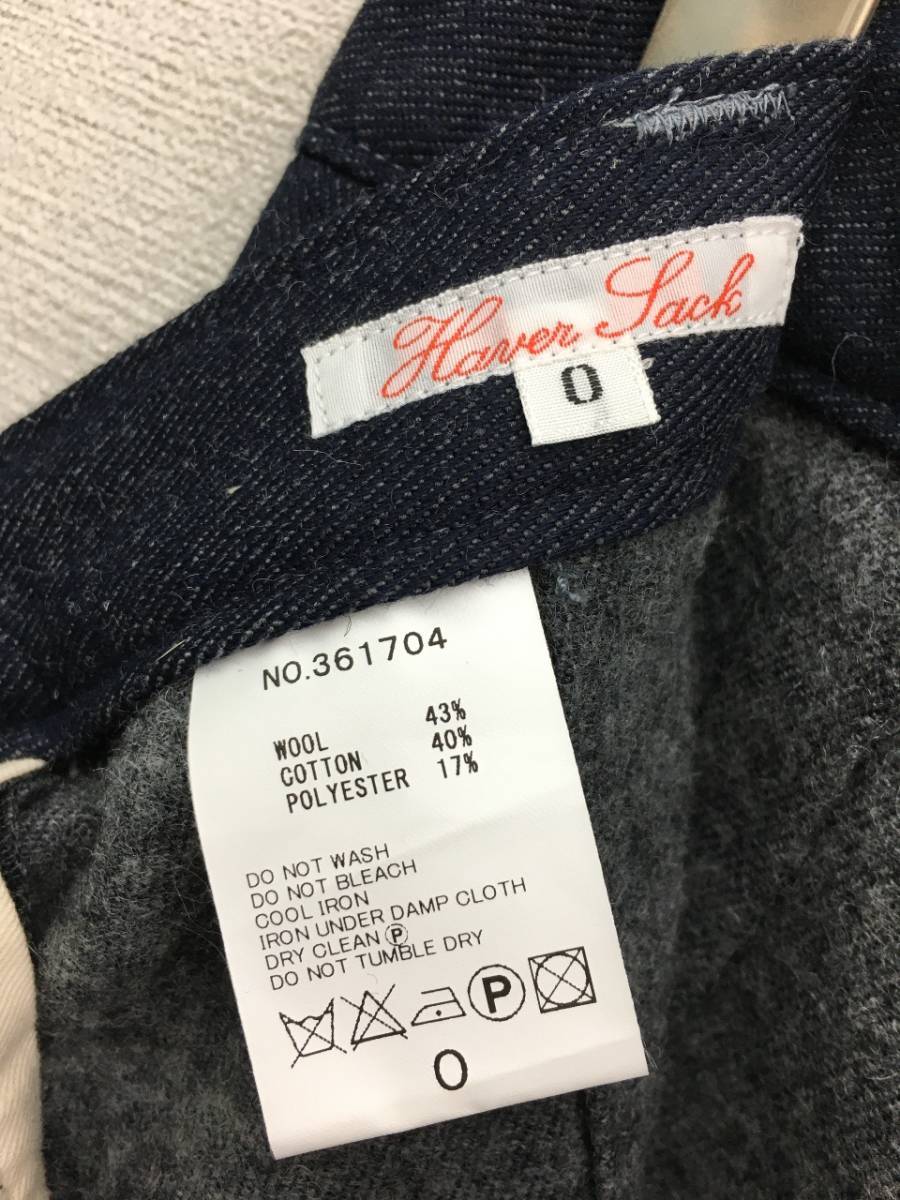 Haver Sack
0
NO.361704
WOOL 43%
COTTON 40%
POLYESTER 17%
DO NOT WASH
DO NOT BLEACH
COOL IRON
IRON UNDER DAMP CLOTH
DRY CLEAN Ⓟ
DO NOT TUMBLE DRY
P
0